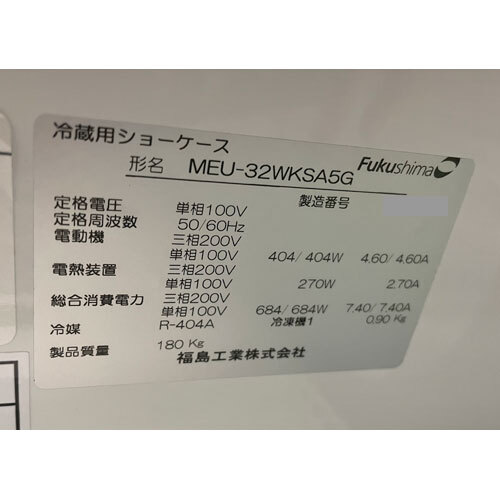 冷蔵用ショーケース
形名 MEU-32WKSA5G Fukushima
製造番号
定格電圧 単相100V
定格周波数 50/60Hz
電動機 三相200V
単相100V 404/404W 4.60/4.60A
電熱装置 三相200V
単相100V 270W 2.70A
総合消費電力 三相200V
単相100V 684/684W 7.40/7.40A
冷媒 R-404A 冷凍機1 0.90 Kg
製品質量 180 Kg
福島工業株式会社